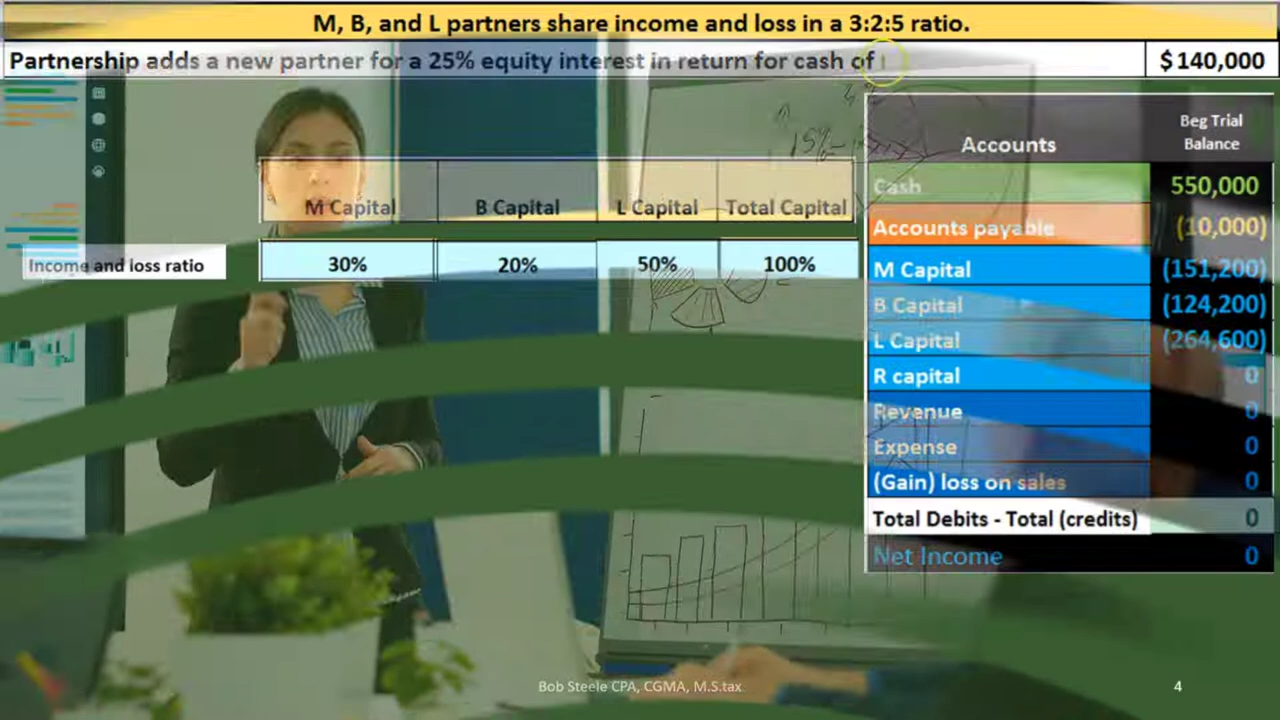 M, B, and L partners share income and loss in a 3:2:5 ratio.
Partnership adds a new partner for a 25% equity interest in return for cash of
$ 140,000
M Capital B Capital L Capital Total Capital
Income and loss ratio 30% 20% 50% 100%
Accounts Beg Trial Balance
Cash 550,000
Accounts payable (10,000)
M Capital (151,200)
B Capital (124,200)
L Capital (264,600)
R capital 0
Revenue 0
Expense 0
(Gain) loss on sales 0
Total Debits - Total (credits) 0
Net Income 0
15%
Bob Steele CPA, CGMA, M.S.tax
4